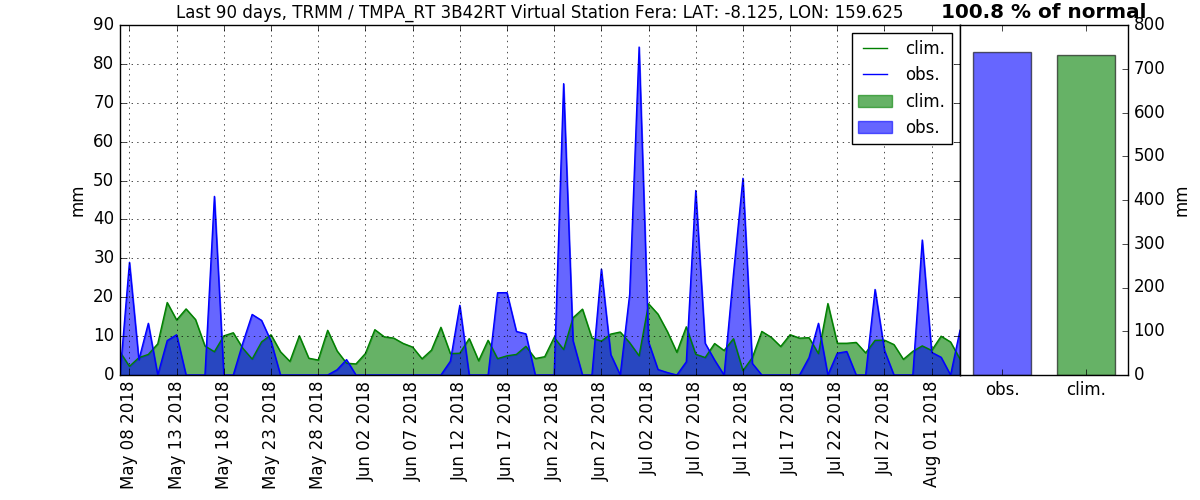 Last 90 days, TRMM / TMPA_RT 3B42RT Virtual Station Fera: LAT: -8.125, LON: 159.625
100.8 % of normal
90
80
70
60
50
40
30
20
10
0
mm
clim.
obs.
clim.
obs.
May 08 2018
May 13 2018
May 18 2018
May 23 2018
May 28 2018
Jun 02 2018
Jun 07 2018
Jun 12 2018
Jun 17 2018
Jun 22 2018
Jun 27 2018
Jul 02 2018
Jul 07 2018
Jul 12 2018
Jul 17 2018
Jul 22 2018
Jul 27 2018
Aug 01 2018
800
700
600
500
400
300
200
100
0
mm
obs.
clim.